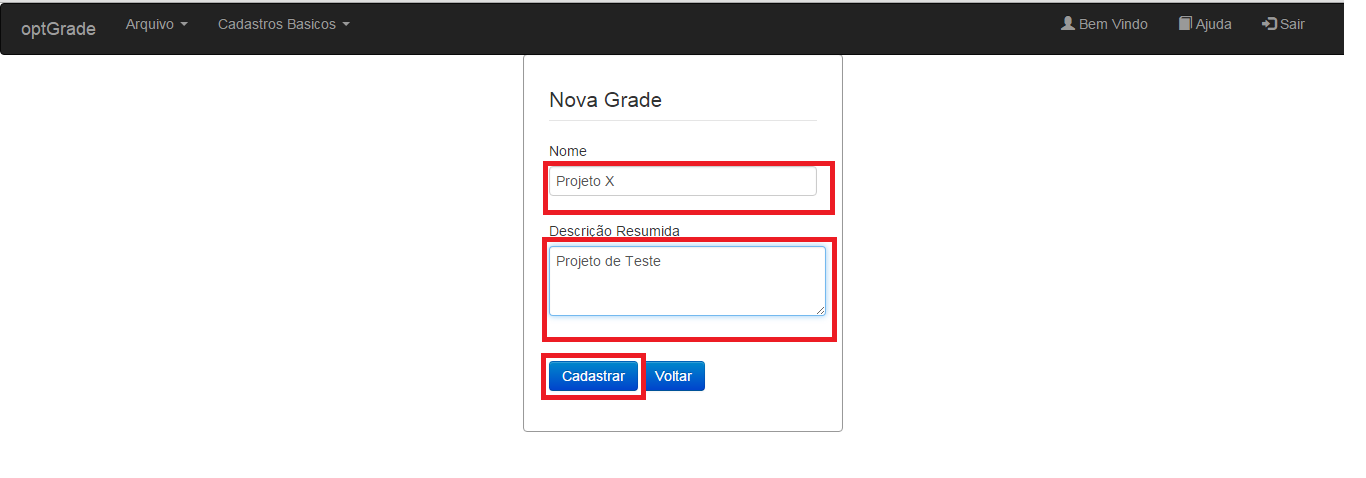 optGrade Arquivo Cadastros Basicos Bem Vindo Ajuda Sair
Nova Grade
Nome
Projeto X
Descrição Resumida
Projeto de Teste
Cadastrar Voltar